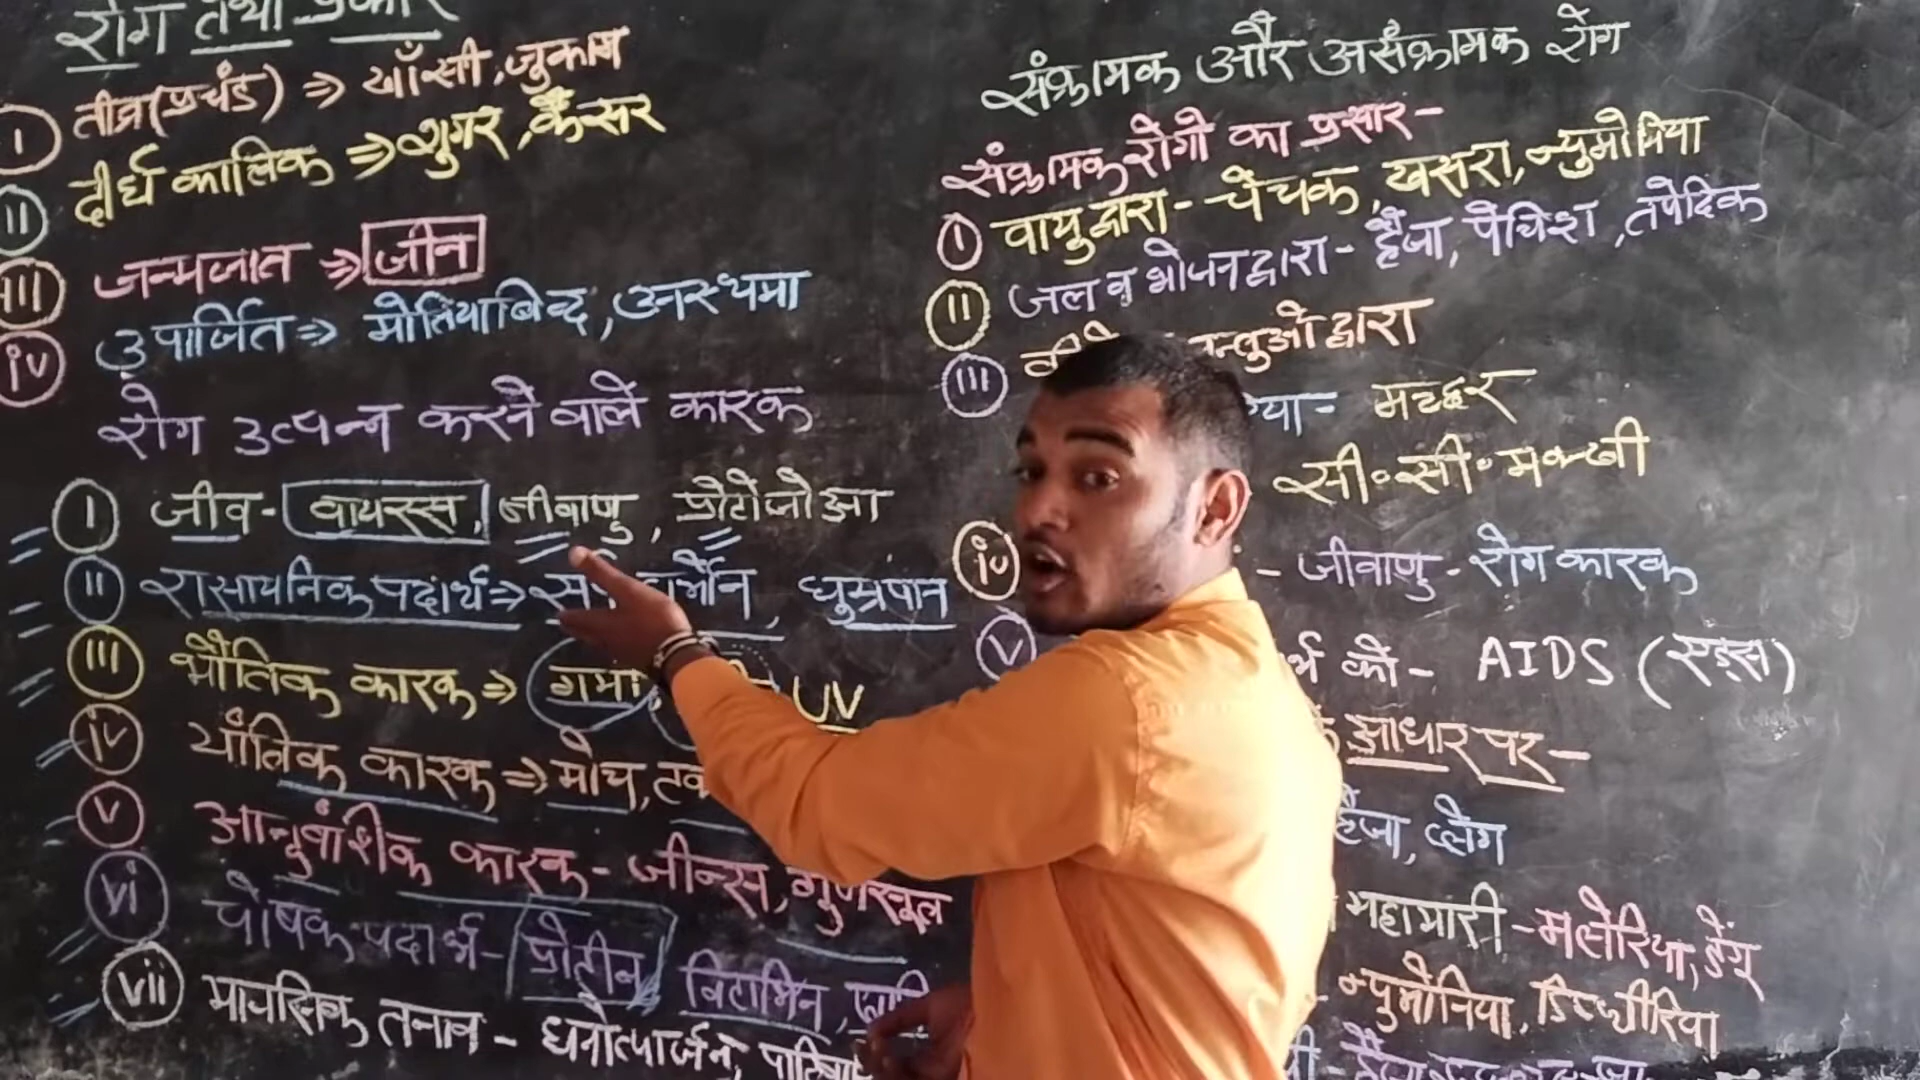 रोग तथा प्रकार
I तीव्र(प्रचंड) ⇒ खाँसी, जुकाम
II दीर्घ कालिक ⇒ शुगर, कैंसर
III जन्मजात ⇒ जीन
iv उपार्जित ⇒ मोतियाबिन्द, अस्थमा
रोग उत्पन्न करने वाले कारक
I जीव - वायरस, जीवाणु, प्रोटोजोआ
II रासायनिक पदार्थ ⇒ धुम्रपान
III भौतिक कारक ⇒ UV
iv यांत्रिक कारक ⇒ मोच,
V आनुवांशीक कारक - जीन्स, गुणसूत्र
vi पोषक पदार्थ - प्रोटीन, विटामिन,
vii मानसिक तनाव - धनोत्पार्जन,
संक्रामक और असंक्रामक रोग
संक्रामक रोगो का प्रसार -
I वायु द्वारा - चेचक, खसरा, न्युमोनिया
II जल व भोजन द्वारा - हैजा, पेचिश, तपेदिक
III द्वारा
मच्छर
सी॰सी॰मक्खी
iv - जीवाणु - रोग कारक
V को - AIDS (एड्स)
आधार पर -
हैजा, प्लेग
महामारी - मलेरिया, डेंगू
- न्युमोनिया, डिप्थीरिया